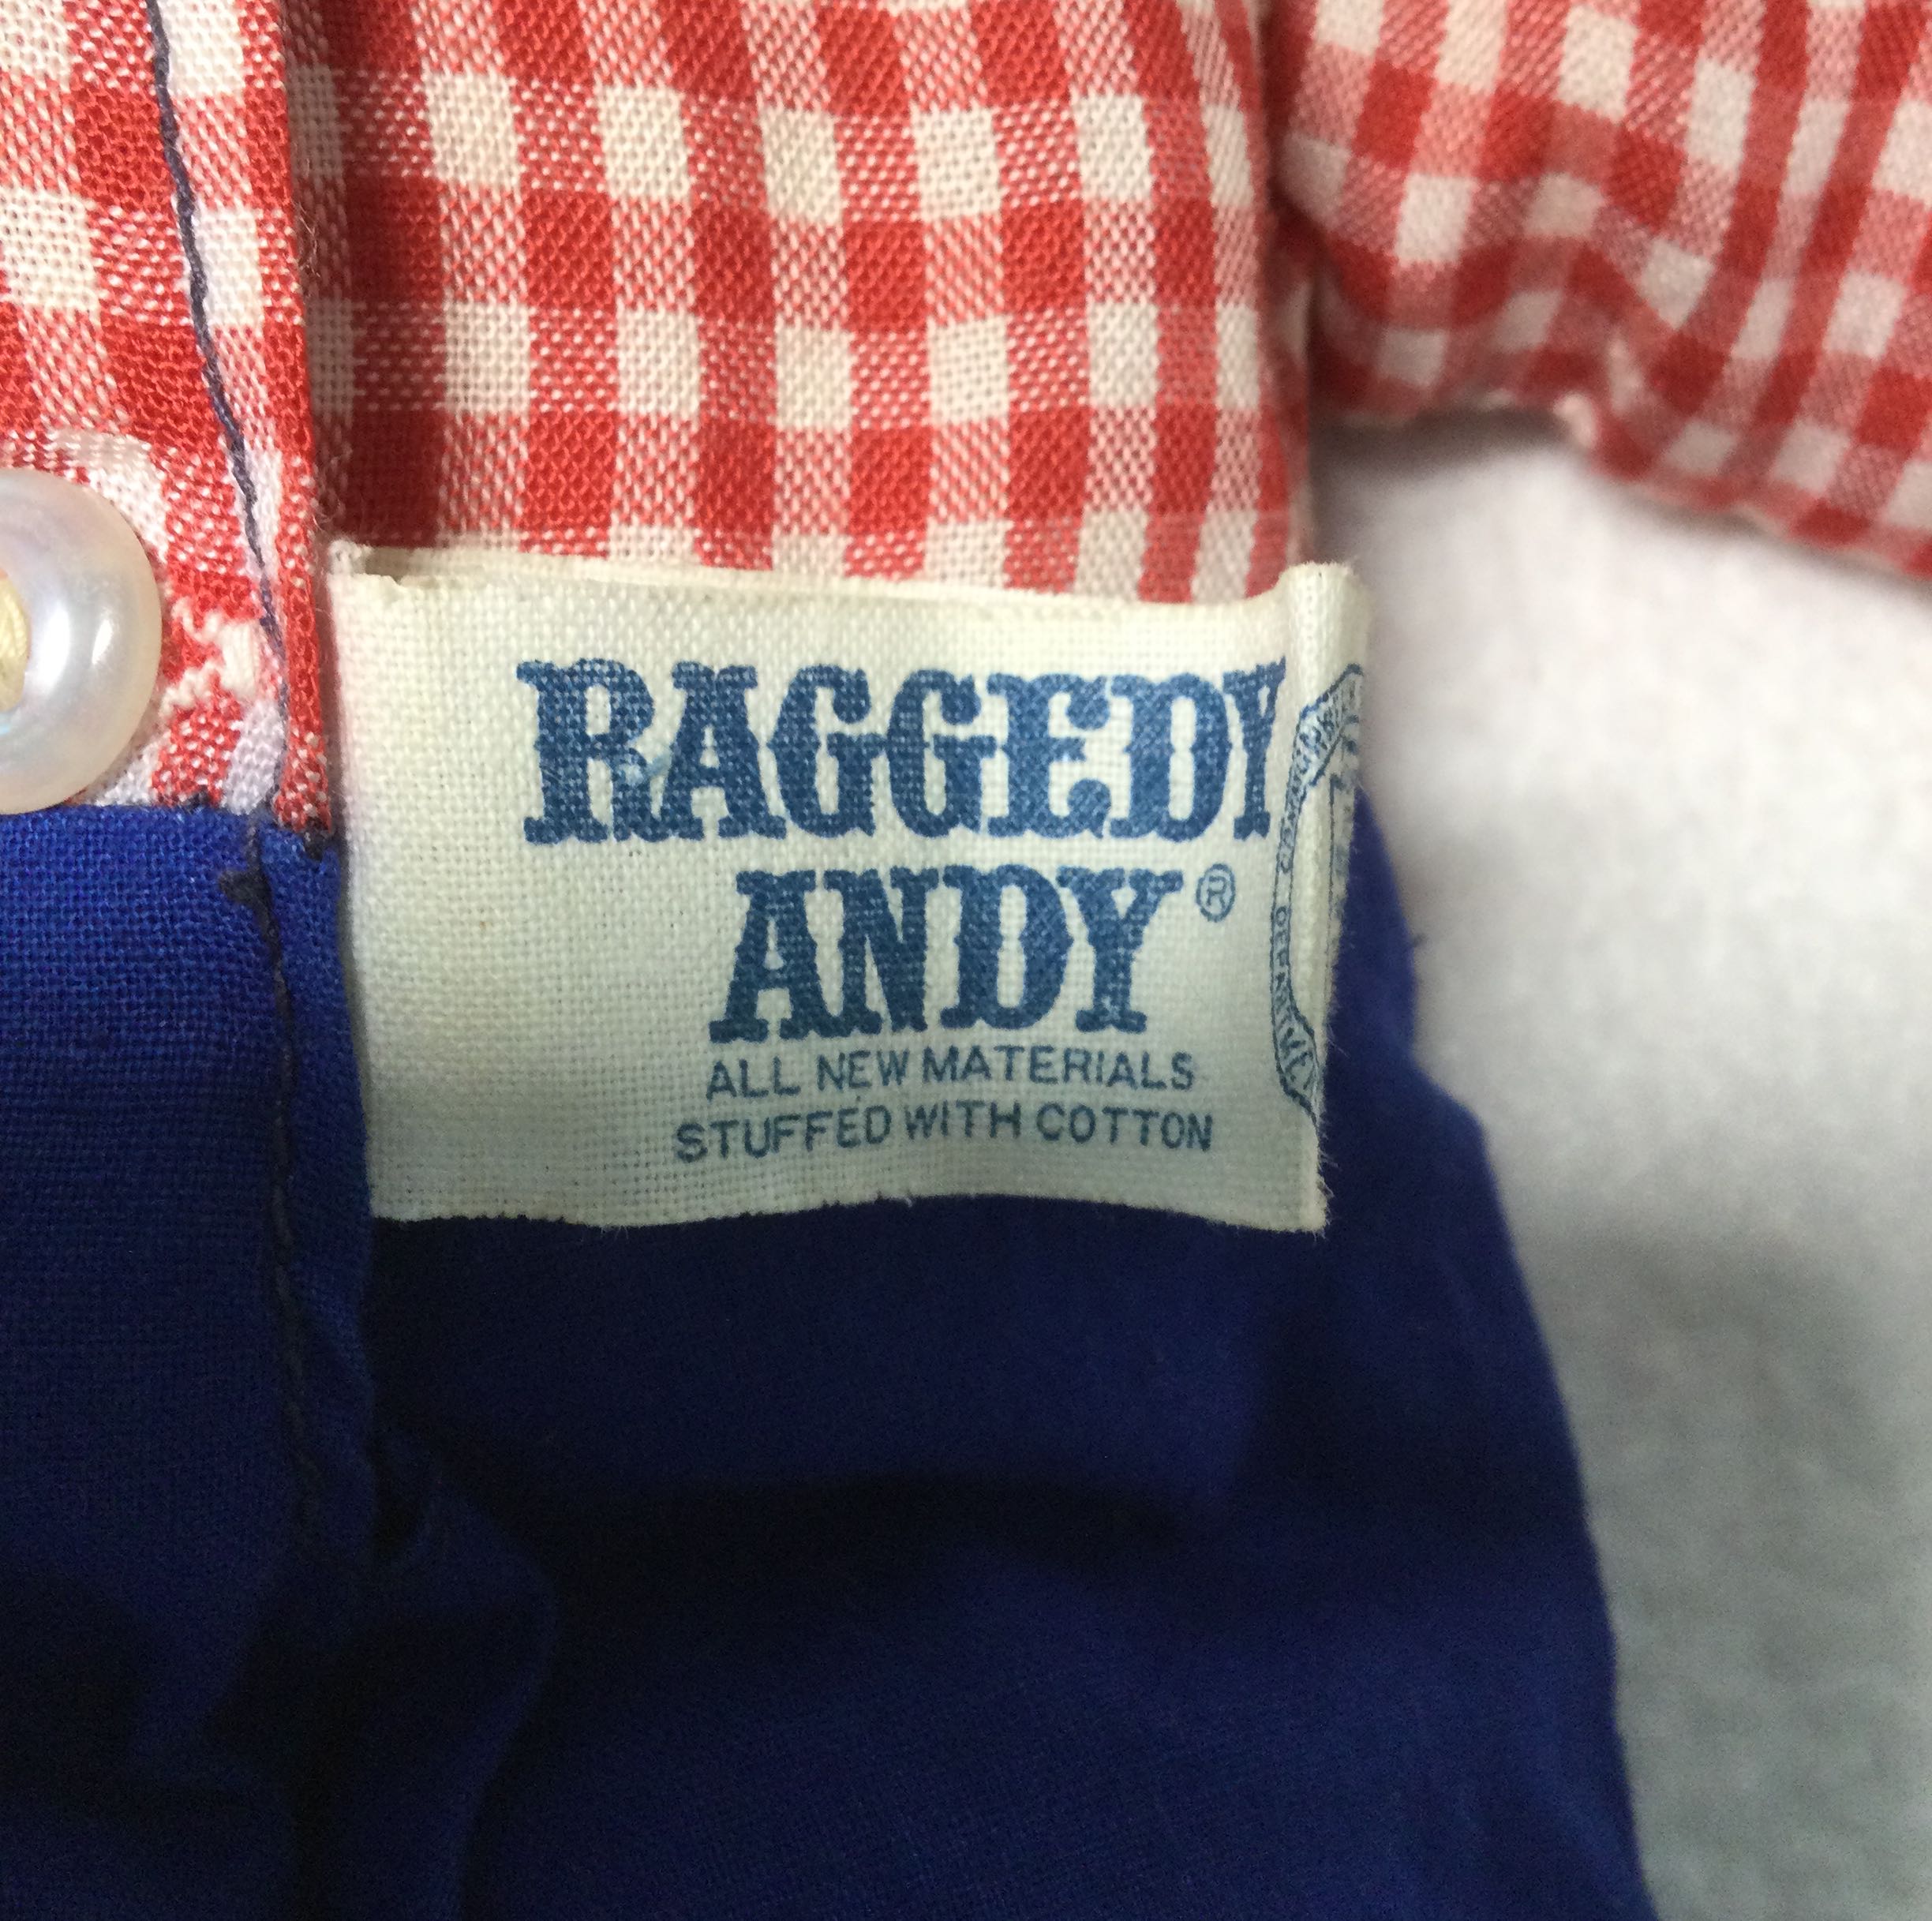 RAGGEDY
ANDY®
ALL NEW MATERIALS
STUFFED WITH COTTON